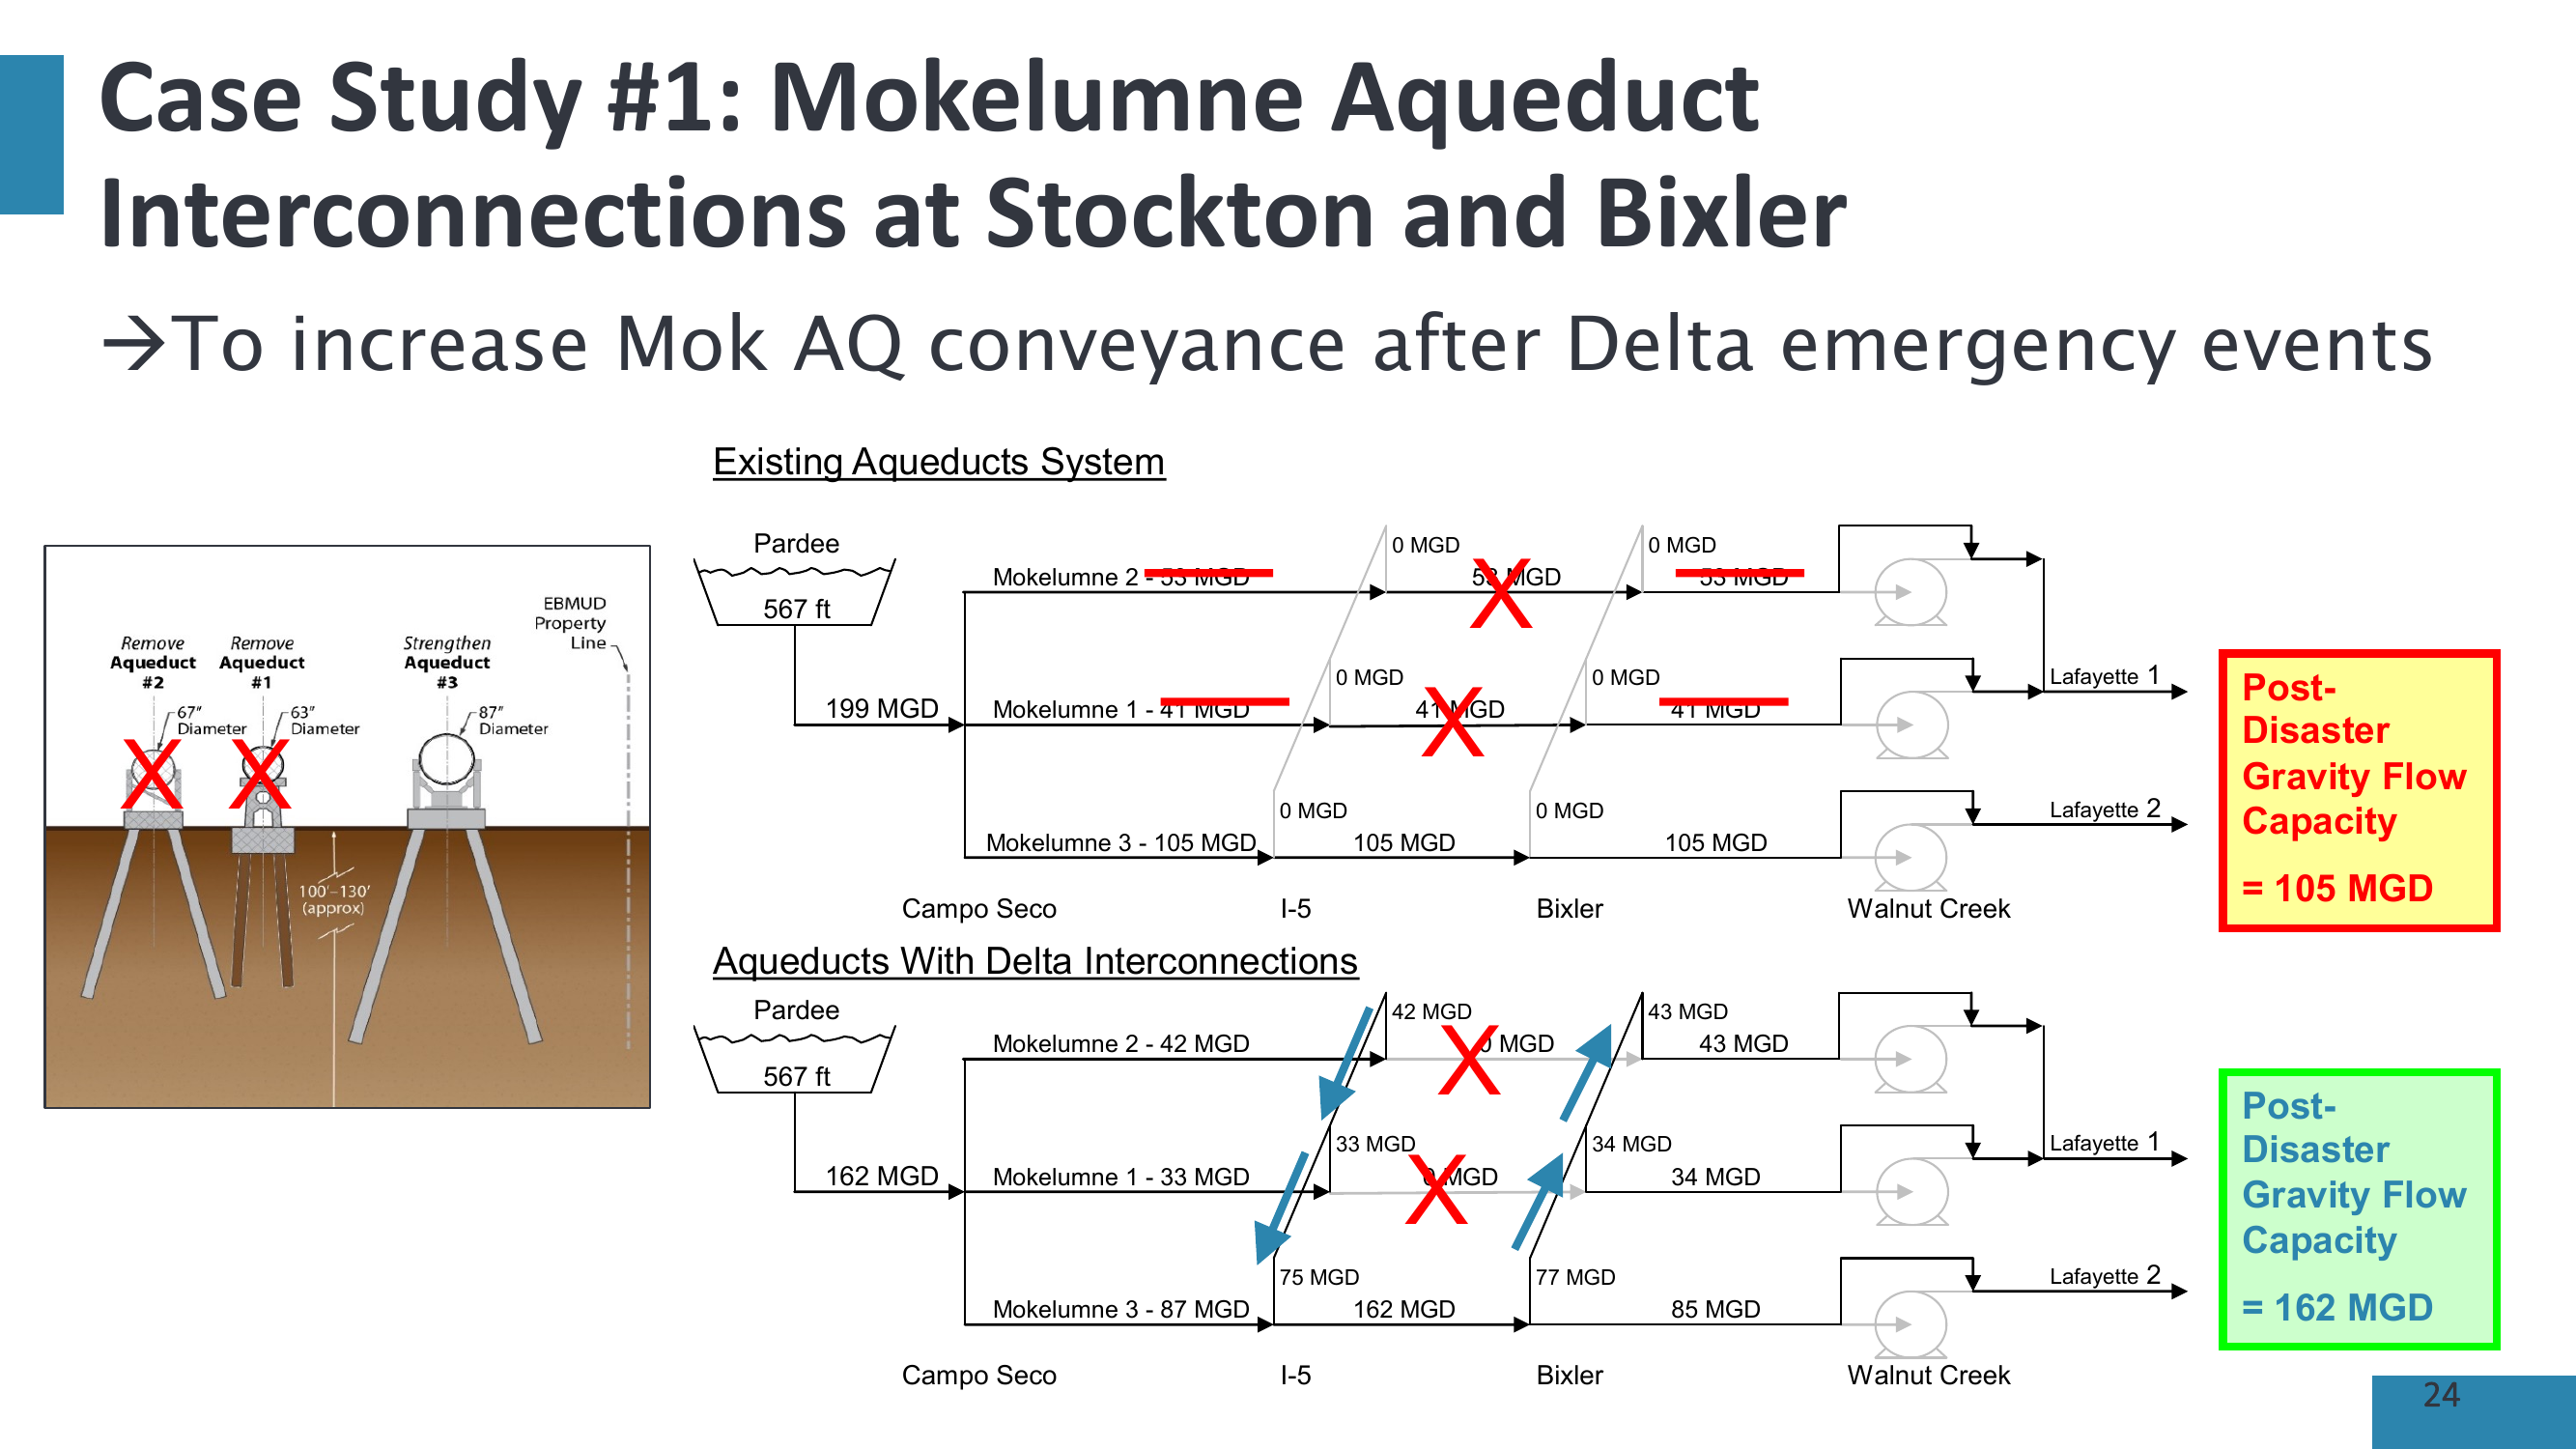 Case Study #1: Mokelumne Aqueduct
Interconnections at Stockton and Bixler
→To increase Mok AQ conveyance after Delta emergency events
EBMUD
Property
Line
Remove
Aqueduct
#2
Remove
Aqueduct
#1
Strengthen
Aqueduct
#3
67"
Diameter
63"
Diameter
87"
Diameter
100'–130'
(approx)
Existing Aqueducts System
Pardee
567 ft
199 MGD
0 MGD
0 MGD
Mokelumne 2 - 53 MGD
53 MGD
53 MGD
0 MGD
0 MGD
Mokelumne 1 - 41 MGD
41 MGD
41 MGD
Lafayette 1
0 MGD
0 MGD
Mokelumne 3 - 105 MGD
105 MGD
105 MGD
Lafayette 2
Campo Seco
I-5
Bixler
Walnut Creek
Post-
Disaster
Gravity Flow
Capacity
= 105 MGD
Aqueducts With Delta Interconnections
Pardee
567 ft
162 MGD
42 MGD
43 MGD
Mokelumne 2 - 42 MGD
0 MGD
43 MGD
33 MGD
34 MGD
Mokelumne 1 - 33 MGD
0 MGD
34 MGD
Lafayette 1
75 MGD
77 MGD
Mokelumne 3 - 87 MGD
162 MGD
85 MGD
Lafayette 2
Campo Seco
I-5
Bixler
Walnut Creek
Post-
Disaster
Gravity Flow
Capacity
= 162 MGD
24